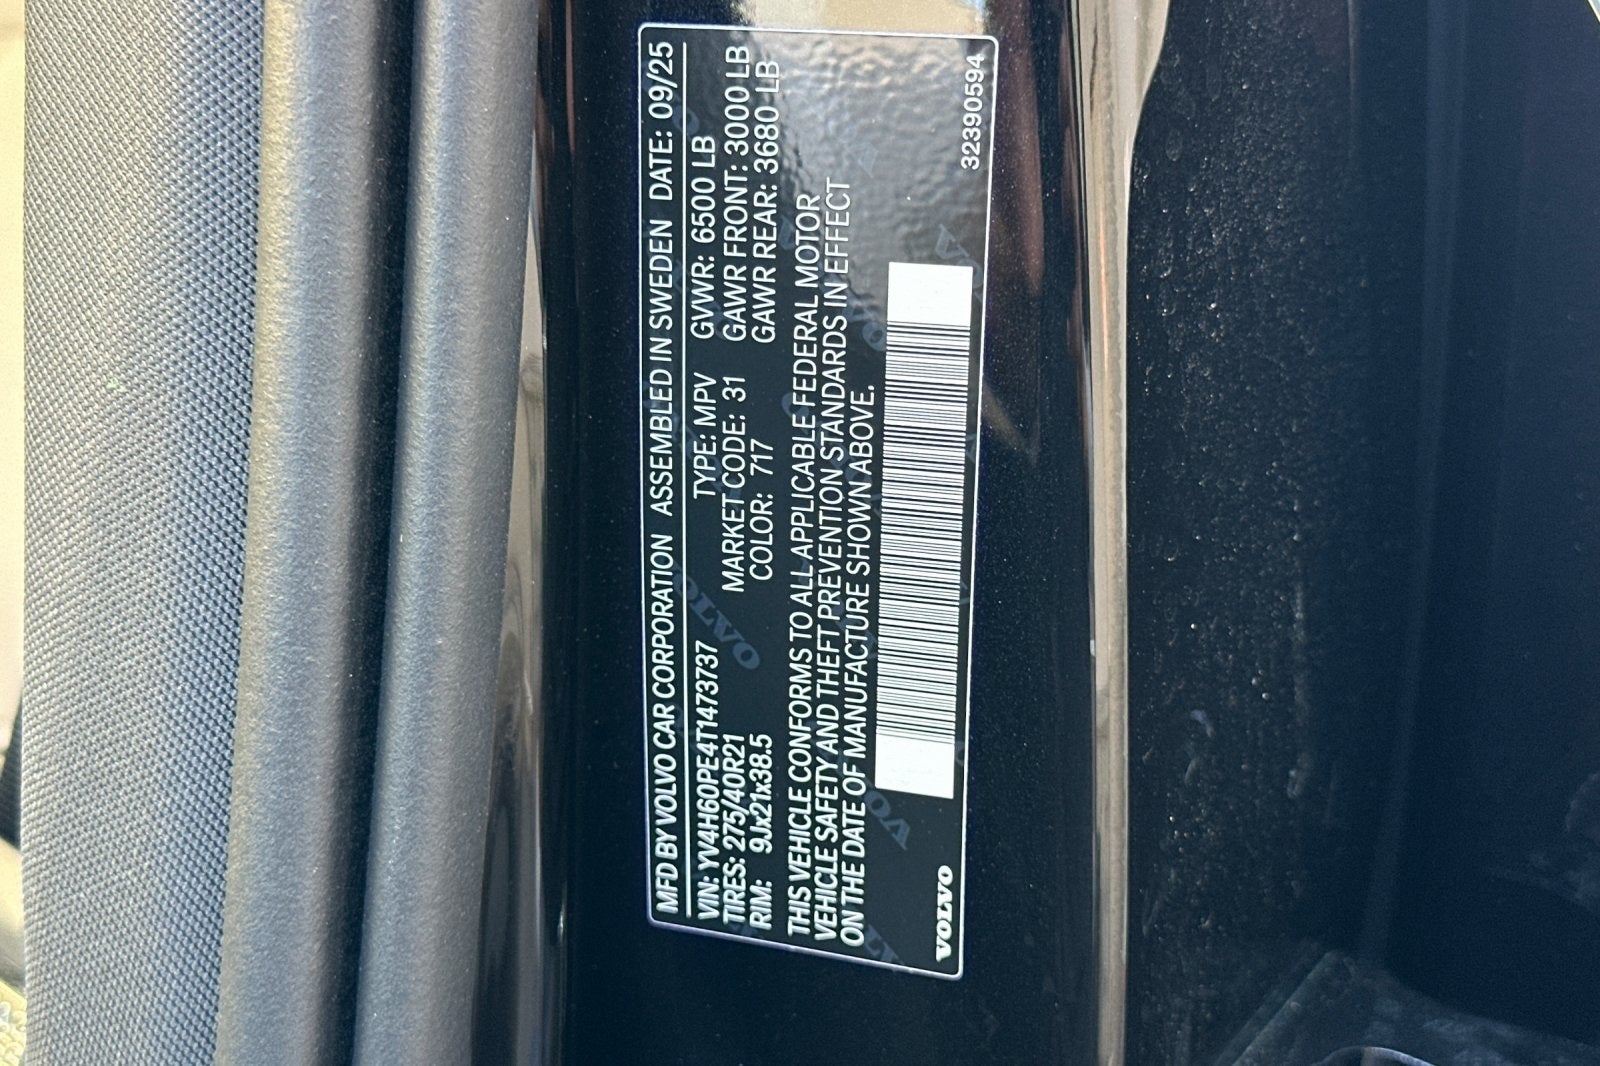 MFD BY VOLVO CAR CORPORATION ASSEMBLED IN SWEDEN DATE: 09/25
VIN: YV4H60PE4T1473737 TYPE: MPV GVWR: 6500 LB
TIRES: 275/40R21 MARKET CODE: 31 GAWR FRONT: 3000 LB
RIM: 9Jx21x38.5 COLOR: 717 GAWR REAR: 3680 LB
THIS VEHICLE CONFORMS TO ALL APPLICABLE FEDERAL MOTOR
VEHICLE SAFETY AND THEFT PREVENTION STANDARDS IN EFFECT
ON THE DATE OF MANUFACTURE SHOWN ABOVE.
VOLVO 32390594